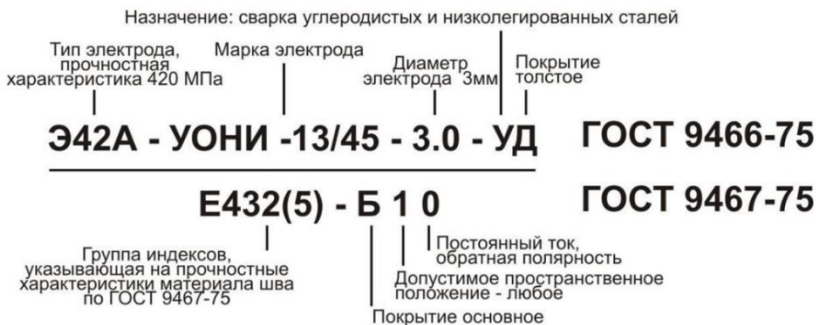 Назначение: сварка углеродистых и низколегированных сталей
Тип электрода,
прочностная
характеристика 420 МПа
Марка электрода
Диаметр
электрода 3мм
Покрытие
толстое
Э42А - УОНИ -13/45 - 3.0 - УД ГОСТ 9466-75
Е432(5) - Б 1 0 ГОСТ 9467-75
Группа индексов,
указывающая на прочностные
характеристики материала шва
по ГОСТ 9467-75
Постоянный ток,
обратная полярность
Допустимое пространственное
положение - любое
Покрытие основное